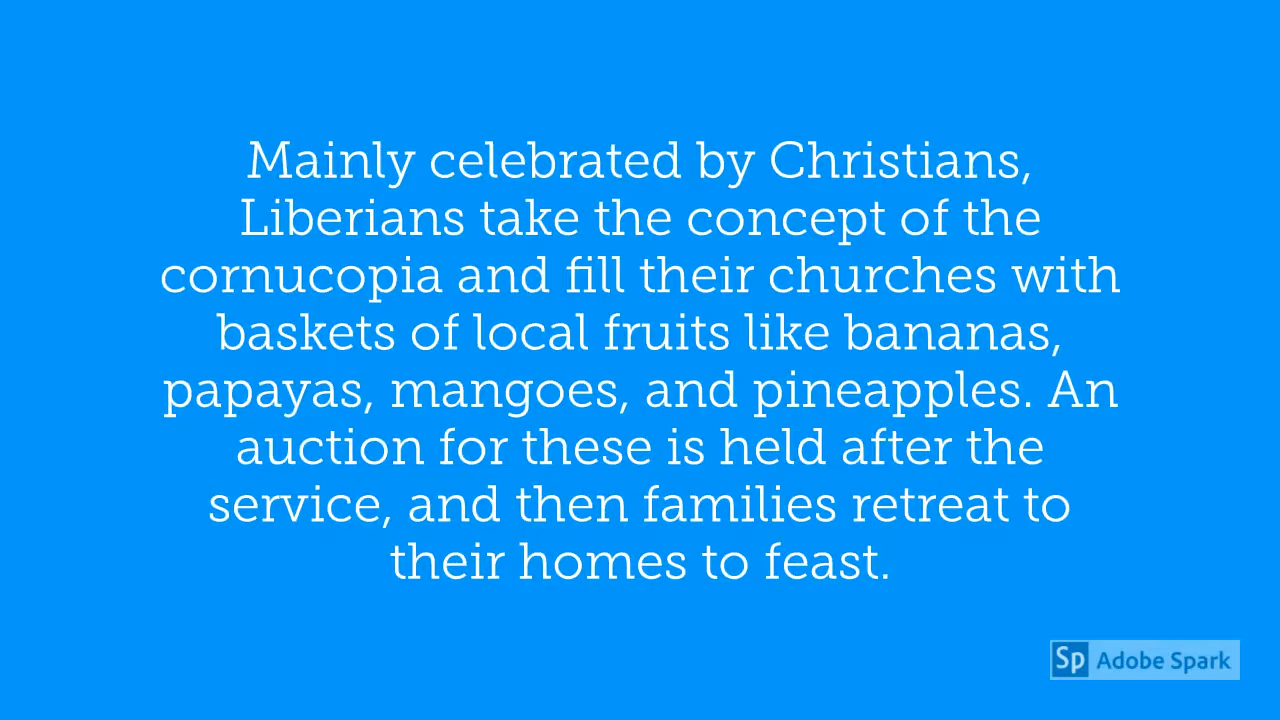 Mainly celebrated by Christians,
Liberians take the concept of the
cornucopia and fill their churches with
baskets of local fruits like bananas,
papayas, mangoes, and pineapples. An
auction for these is held after the
service, and then families retreat to
their homes to feast.
Sp Adobe Spark